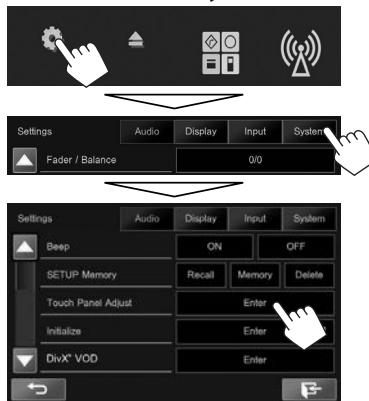 Settings Audio Display Input System
Fader / Balance 0/0
Settings Audio Display Input System
Beep ON OFF
SETUP Memory Recall Memory Delete
Touch Panel Adjust Enter
Initialize Enter
DivX® VOD Enter